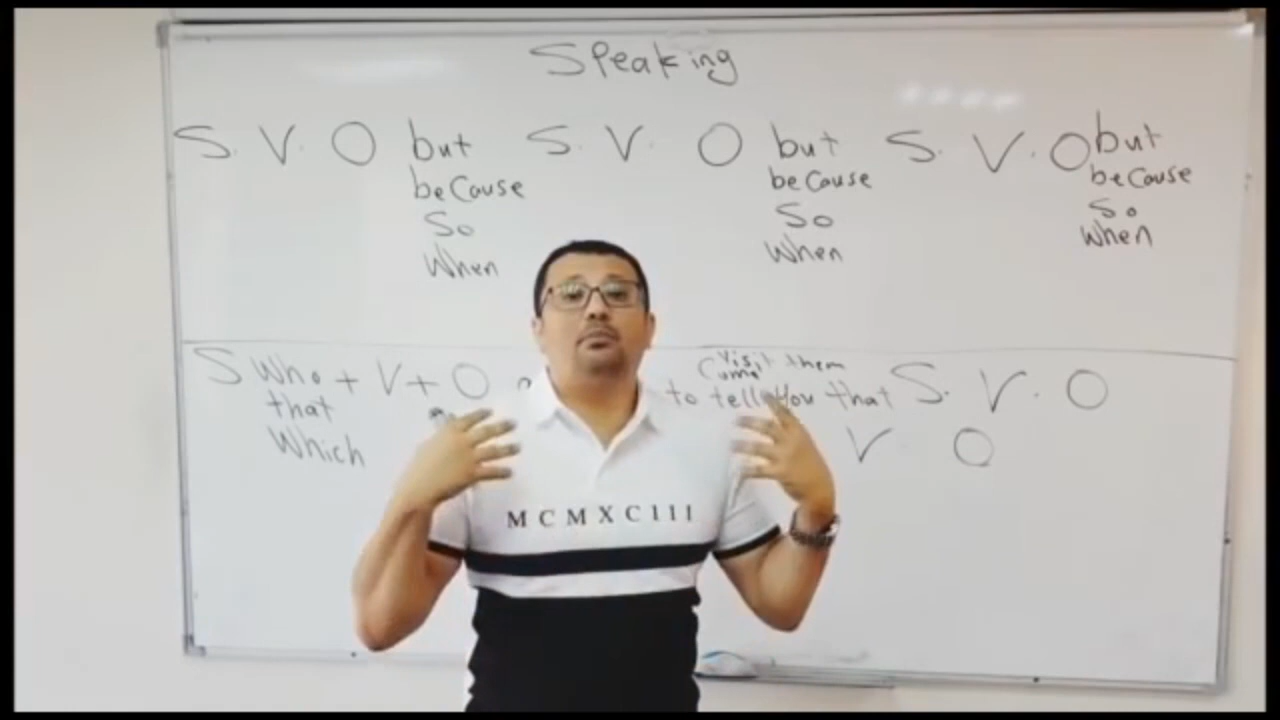 Speaking
S. V. O but S. V. O but S. V. O but
because because because
So So So
When When When
S Who + V + O to tell you that S. V. O
visit them
Come
that
Which V O
MCMXCIII